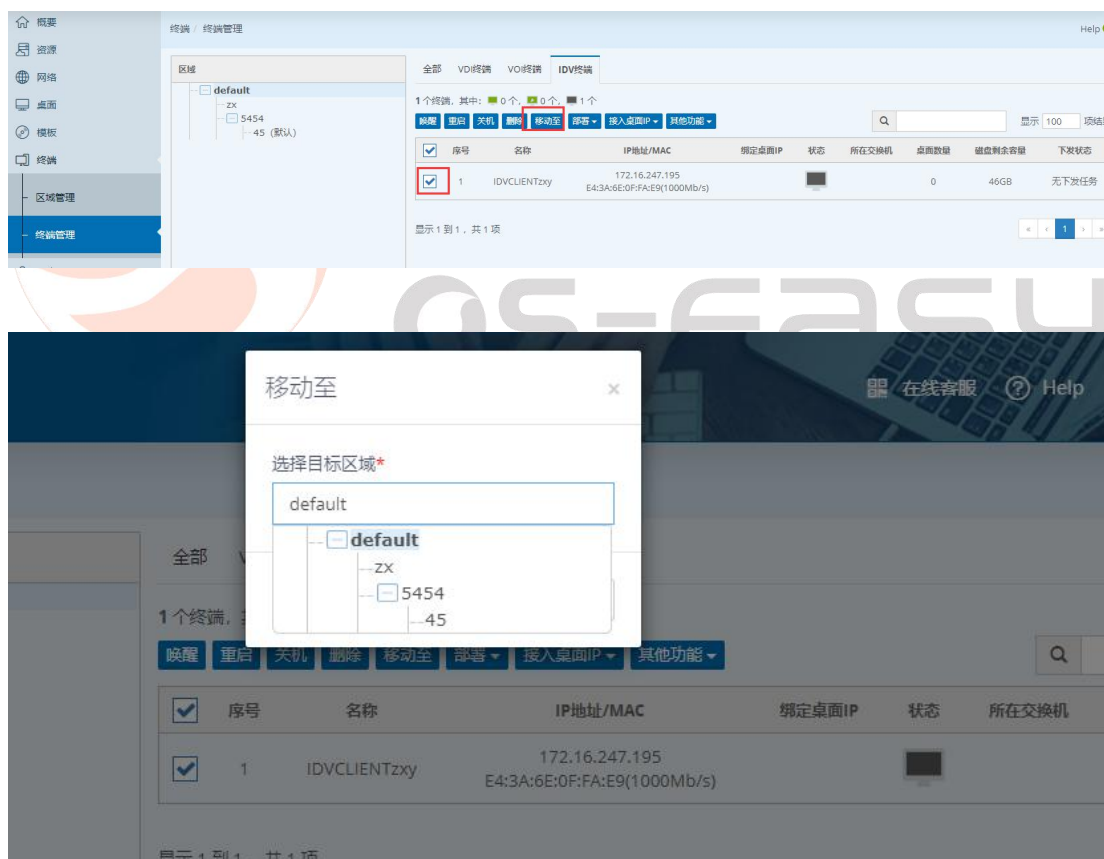 概要
终端 / 终端管理
Help
资源
网络
桌面
模板
终端
区域管理
终端管理
区域
default
zx
5454
45 (默认)
全部 VDI终端 VOI终端 IDV终端
1个终端, 其中: 0个, 0个, 1个
唤醒 重启 关机 删除 移动至 部署 接入桌面IP 其他功能
显示 100
序号 名称 IP地址/MAC 绑定桌面IP 状态 所在交换机 桌面数量 磁盘剩余容量 下发状态
1 IDVCLIENTzxy 172.16.247.195 0 46GB 无下发任务
E4:3A:6E:0F:FA:E9(1000Mb/s)
显示 1 到 1 , 共 1 项
« ‹ 1 › »
os-easy
移动至 ×
在线客服 Help
选择目标区域*
default
default
zx
5454
45
全部
1个终端,
唤醒 重启 关机 删除 移动至 部署 接入桌面IP 其他功能
序号 名称 IP地址/MAC 绑定桌面IP 状态 所在交换机
1 IDVCLIENTzxy 172.16.247.195
E4:3A:6E:0F:FA:E9(1000Mb/s)
显示 1 到 1 , 共 1 项